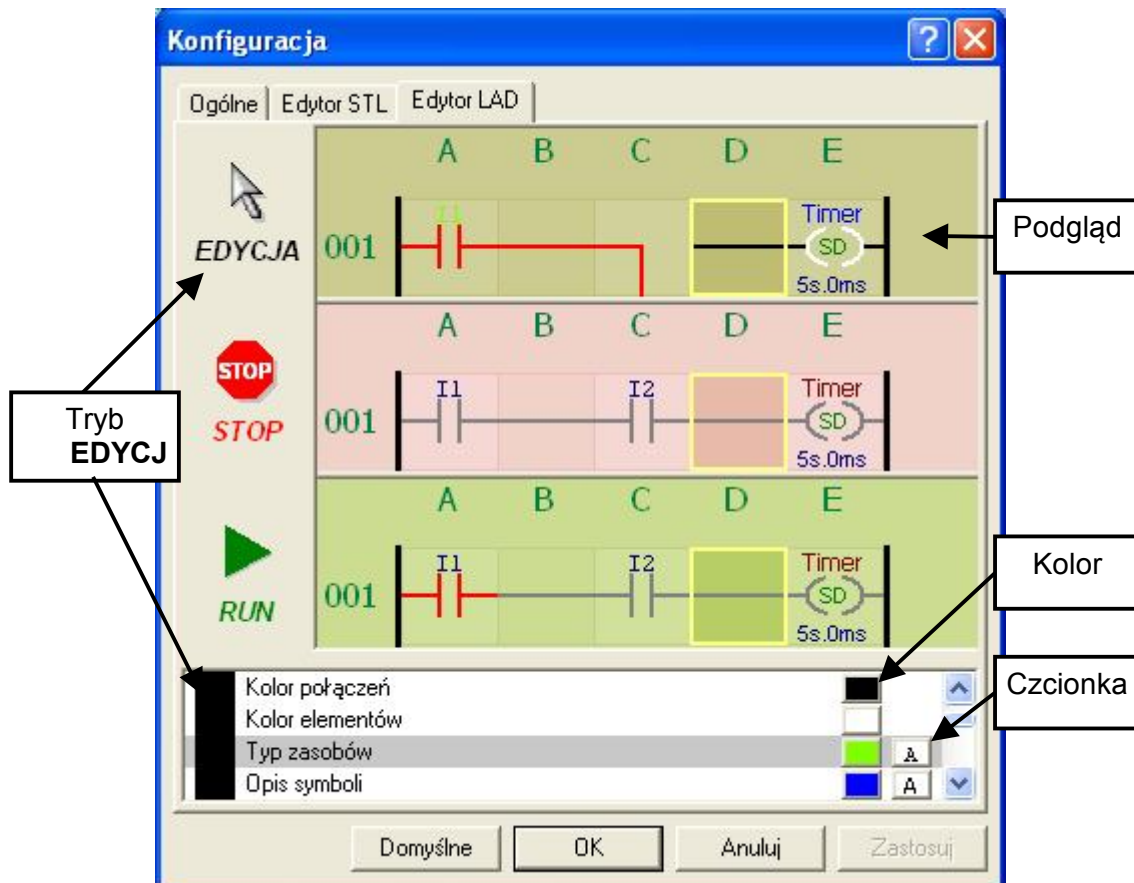 Konfiguracja
Ogólne Edytor STL Edytor LAD
A B C D E
I1 Timer
EDYCJA 001 SD
5s.0ms
Podgląd
A B C D E
STOP I1 I2 Timer
STOP 001 SD
5s.0ms
Tryb
EDYCJ
A B C D E
I1 I2 Timer
RUN 001 SD
5s.0ms
Kolor
Kolor połączeń
Kolor elementów
Typ zasobów A
Opis symboli A
Czcionka
Domyślne OK Anuluj Zastosuj